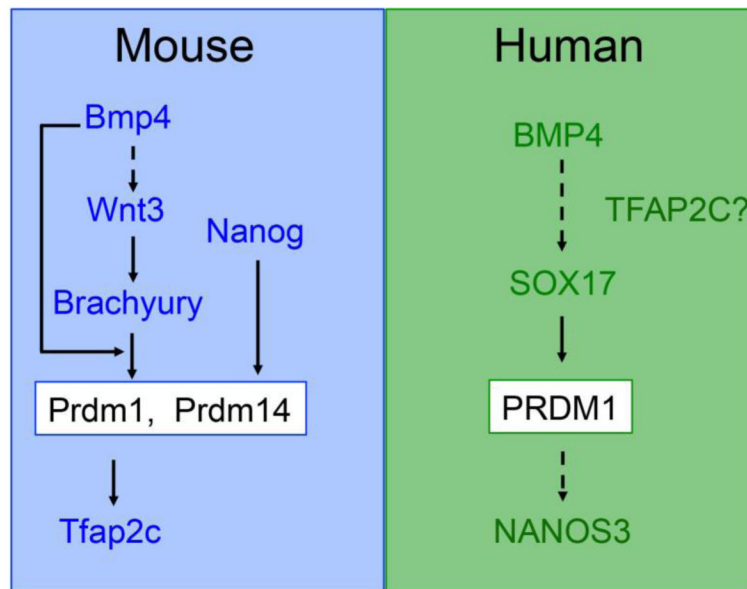 Mouse
Bmp4
Wnt3
Nanog
Brachyury
Prdm1, Prdm14
Tfap2c
Human
BMP4
TFAP2C?
SOX17
PRDM1
NANOS3